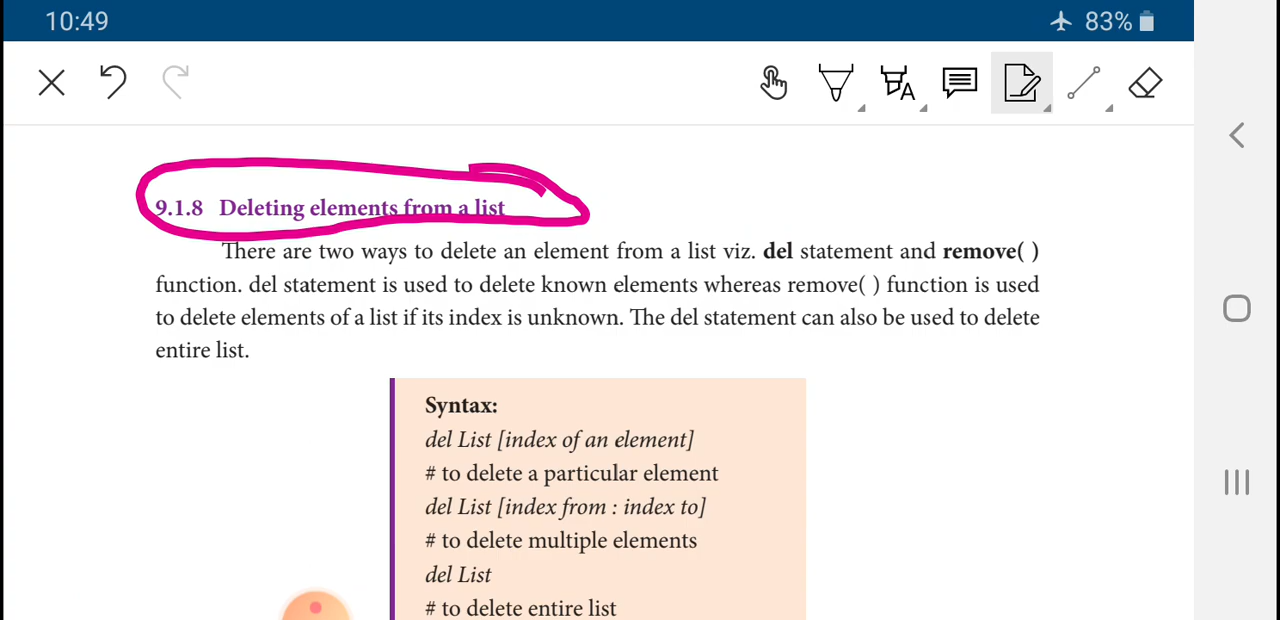 10:49
83%
A
9.1.8 Deleting elements from a list
There are two ways to delete an element from a list viz. del statement and remove( )
function. del statement is used to delete known elements whereas remove( ) function is used
to delete elements of a list if its index is unknown. The del statement can also be used to delete
entire list.
Syntax:
del List [index of an element]
# to delete a particular element
del List [index from : index to]
# to delete multiple elements
del List
# to delete entire list